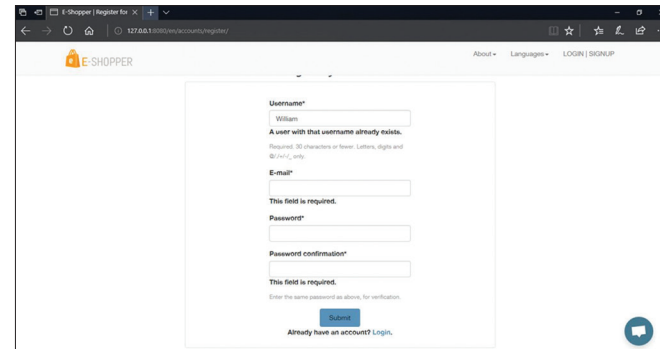 E-Shopper | Register for
127.0.0.1:8080/en/accounts/register/
E-SHOPPER
About
Languages
LOGIN | SIGNUP
Username*
William
A user with that username already exists.
Required. 30 characters or fewer. Letters, digits and
@/./+/-/_ only.
E-mail*
This field is required.
Password*
Password confirmation*
This field is required.
Enter the same password as above, for verification.
Submit
Already have an account? Login.